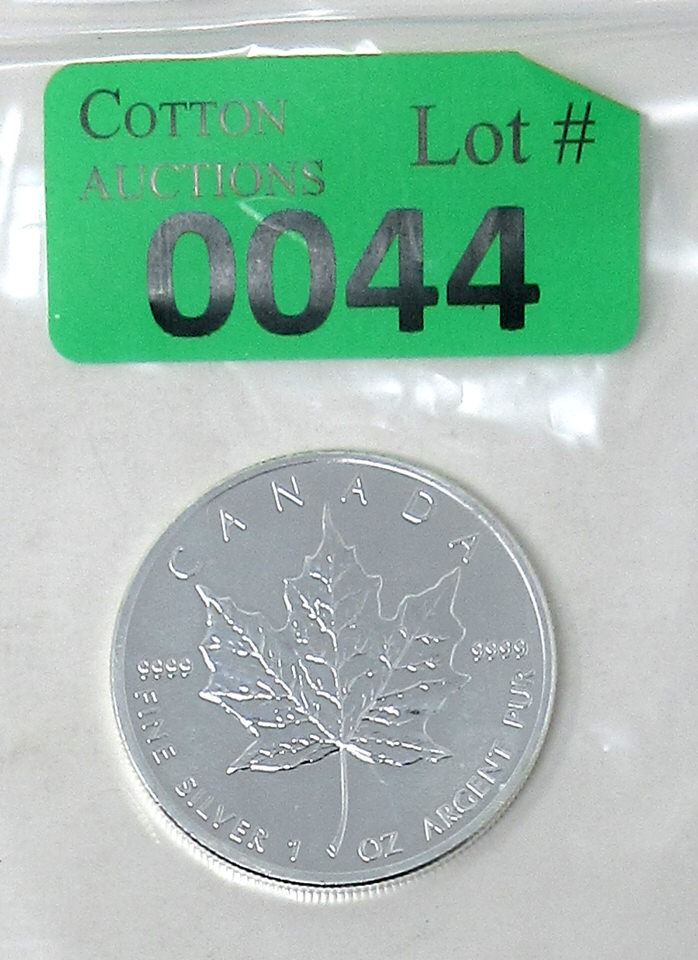 COTTON
AUCTIONS
Lot #
0044
CANADA
9999
9999
FINE SILVER 1 OZ ARGENT PUR